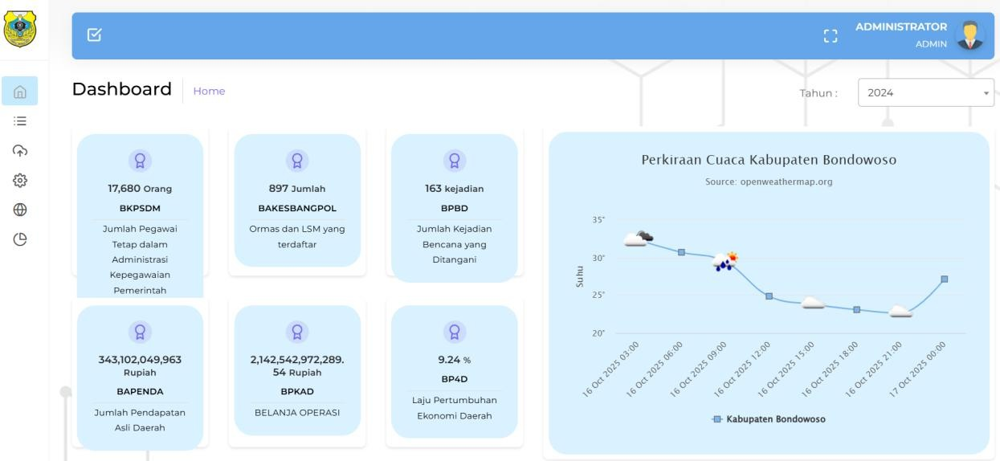 ADMINISTRATOR
ADMIN
Dashboard
Home
Tahun :
2024
17,680 Orang
BKPSDM
Jumlah Pegawai
Tetap dalam
Administrasi
Kepegawaian
Pemerintah
897 Jumlah
BAKESBANGPOL
Ormas dan LSM yang
terdaftar
163 kejadian
BPBD
Jumlah Kejadian
Bencana yang
Ditangani
343,102,049,963
Rupiah
BAPENDA
Jumlah Pendapatan
Asli Daerah
2,142,542,972,289.
54 Rupiah
BPKAD
BELANJA OPERASI
9.24 %
BP4D
Laju Pertumbuhan
Ekonomi Daerah
Perkiraan Cuaca Kabupaten Bondowoso
Source: openweathermap.org
Suhu
35°
30°
25°
20°
16 Oct 2025 03:00
16 Oct 2025 06:00
16 Oct 2025 09:00
16 Oct 2025 12:00
16 Oct 2025 15:00
16 Oct 2025 18:00
16 Oct 2025 21:00
17 Oct 2025 00:00
Kabupaten Bondowoso